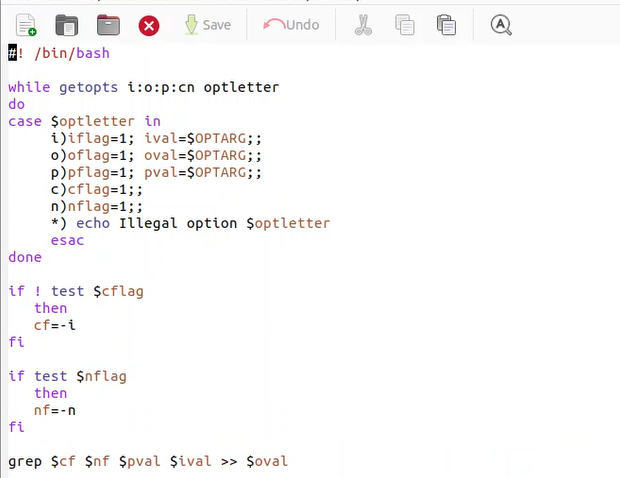 Save Undo
#! /bin/bash
while getopts i:o:p:cn optletter
do
case $optletter in
i)iflag=1; ival=$OPTARG;;
o)oflag=1; oval=$OPTARG;;
p)pflag=1; pval=$OPTARG;;
c)cflag=1;;
n)nflag=1;;
*) echo Illegal option $optletter
esac
done
if ! test $cflag
then
cf=-i
fi
if test $nflag
then
nf=-n
fi
grep $cf $nf $pval $ival >> $oval